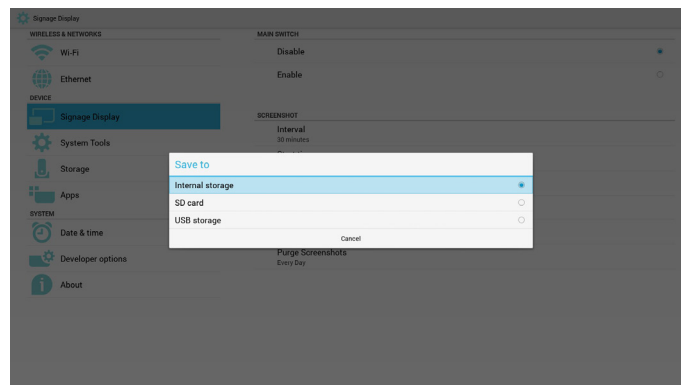 Signage Display
WIRELESS & NETWORKS
Wi-Fi
Ethernet
DEVICE
Signage Display
System Tools
Storage
Apps
SYSTEM
Date & time
Developer options
About
MAIN SWITCH
Disable
Enable
SCREENSHOT
Interval
30 minutes
Save to
Internal storage
SD card
USB storage
Cancel
Purge Screenshots
Every Day